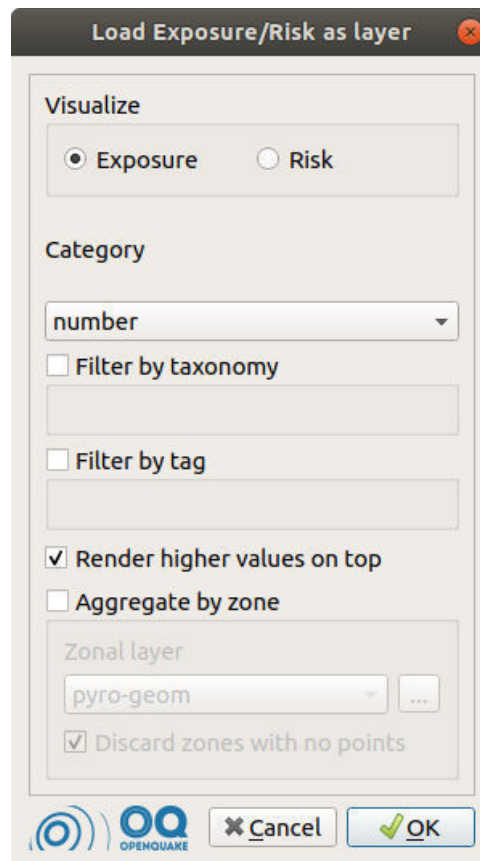 Load Exposure/Risk as layer
Visualize
Exposure Risk
Category
number
Filter by taxonomy
Filter by tag
Render higher values on top
Aggregate by zone
Zonal layer
pyro-geom ...
Discard zones with no points
OQ
OPENQUAKE
Cancel OK